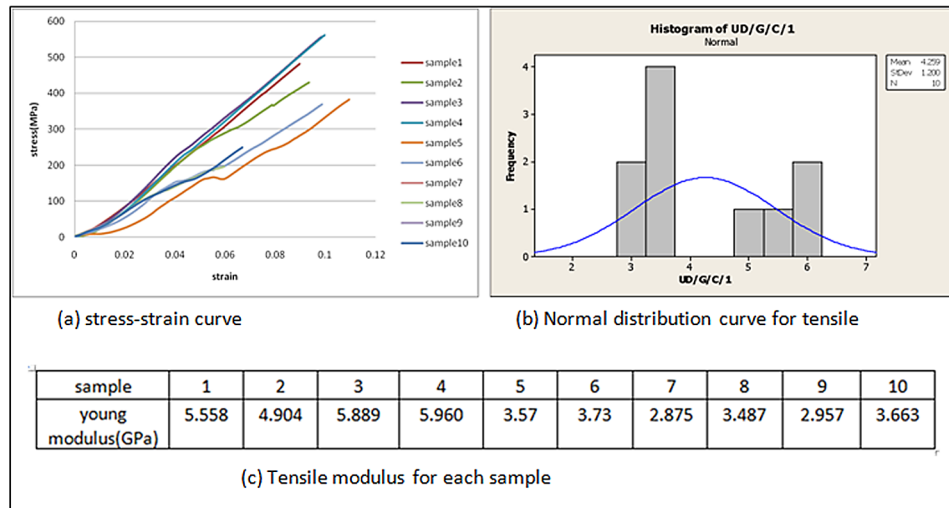 600
500
400
300
200
100
0
stress(MPa)
0 0.02 0.04 0.06 0.08 0.1 0.12
strain
sample1
sample2
sample3
sample4
sample5
sample6
sample7
sample8
sample9
sample10
(a) stress-strain curve
Histogram of UD/G/C/1
Normal
4
3
2
1
0
Frequency
2 3 4 5 6 7
UD/G/C/1
Mean 4.259
StDev 1.200
N 10
(b) Normal distribution curve for tensile
sample 1 2 3 4 5 6 7 8 9 10
young 5.558 4.904 5.889 5.960 3.57 3.73 2.875 3.487 2.957 3.663
modulus(GPa)
(c) Tensile modulus for each sample